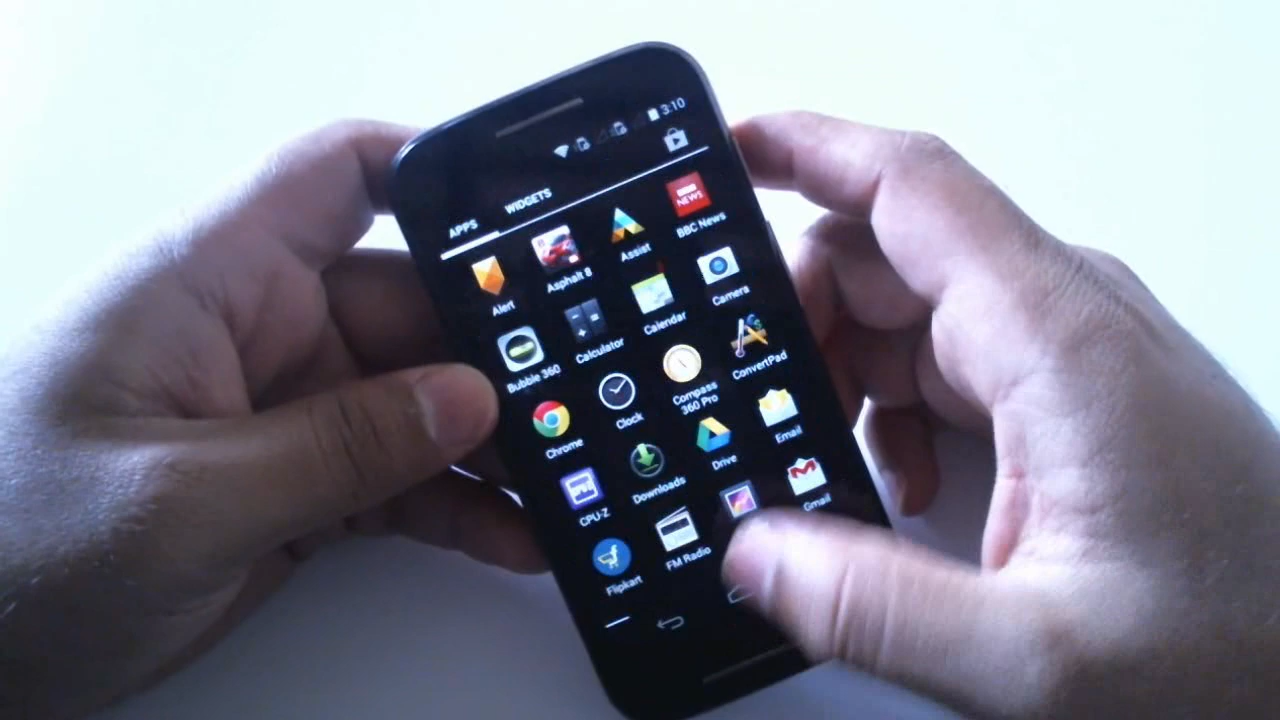 3:10
APPS WIDGETS
Alert Asphalt 8 Assist BBC News
NEWS
Bubble 360 Calculator Calendar Camera
Chrome Clock Compass 360 Pro ConvertPad
CPU-Z Downloads Drive Email
Flipkart FM Radio Gmail